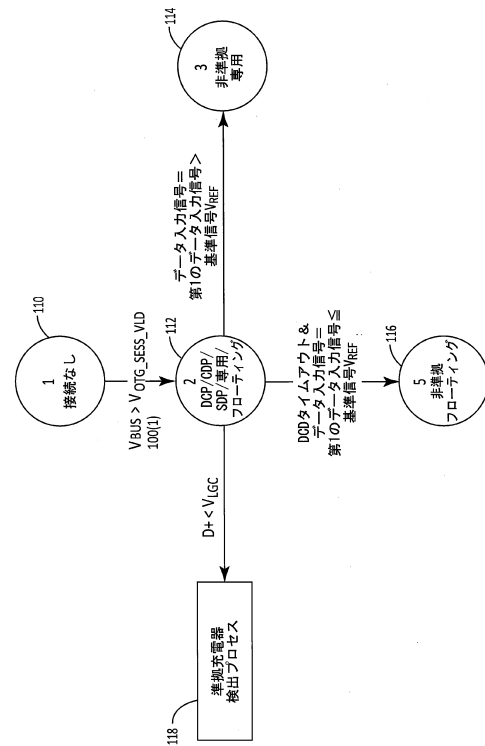 110
1
接続なし
V BUS > VOTG_SESS_VLD
100(1)
112
2
DCP/CDP/
SDP/専用/
フローティング
データ入力信号=
第1のデータ入力信号>
基準信号VREF
114
3
非準拠
専用
D+ < VLGC
118
準拠充電器
検出プロセス
DCDタイムアウト&
データ入力信号=
第1のデータ入力信号≦
基準信号VREF
116
5
非準拠
フローティング